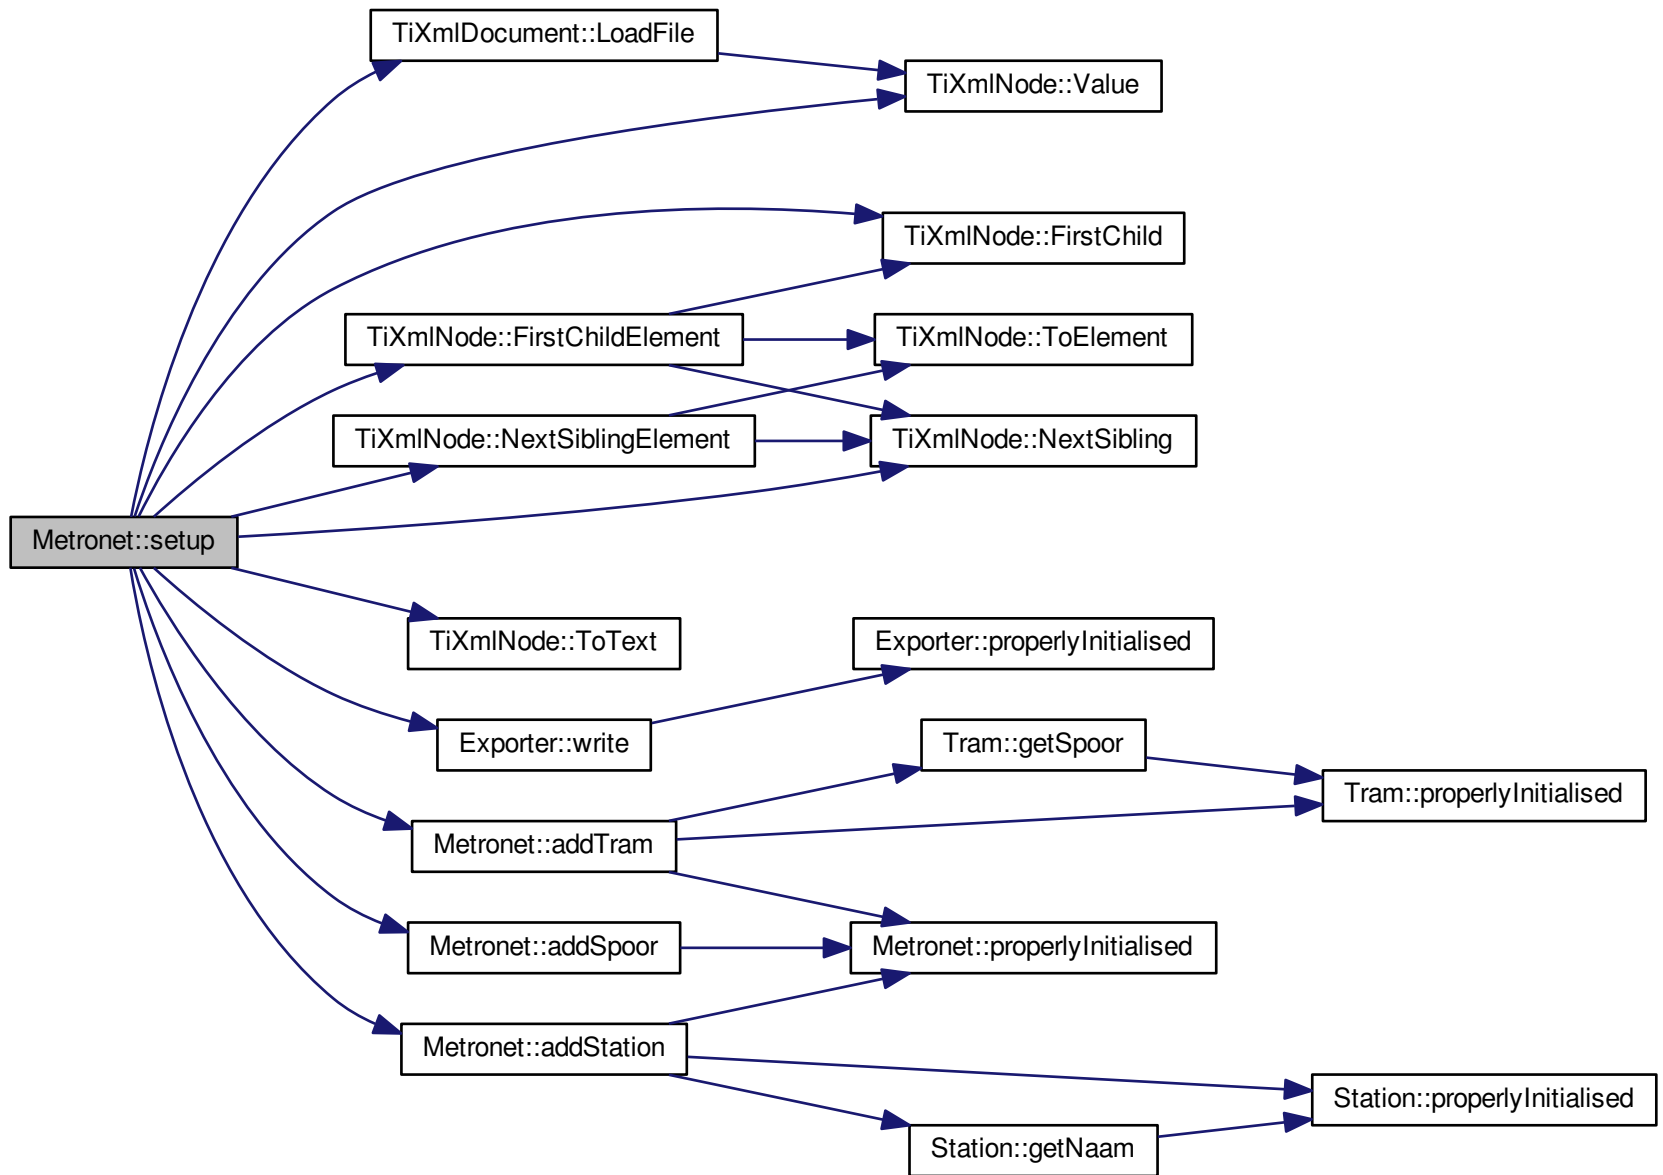 TiXmlDocument::LoadFile
TiXmlNode::Value
TiXmlNode::FirstChild
TiXmlNode::FirstChildElement
TiXmlNode::ToElement
TiXmlNode::NextSiblingElement
TiXmlNode::NextSibling
Metronet::setup
TiXmlNode::ToText
Exporter::properlyInitialised
Exporter::write
Tram::getSpoor
Tram::properlyInitialised
Metronet::addTram
Metronet::addSpoor
Metronet::properlyInitialised
Metronet::addStation
Station::properlyInitialised
Station::getNaam